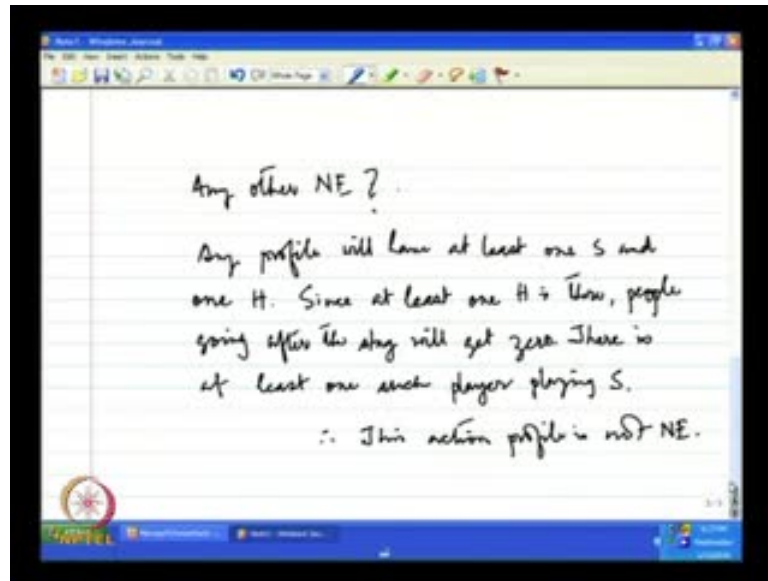 Any other NE ?
Any profile will have at least one S and
one H. Since at least one H is there, people
going after the stag will get zero There is
at least one such player playing S.
∴ This action profile is not NE.
NPTEL